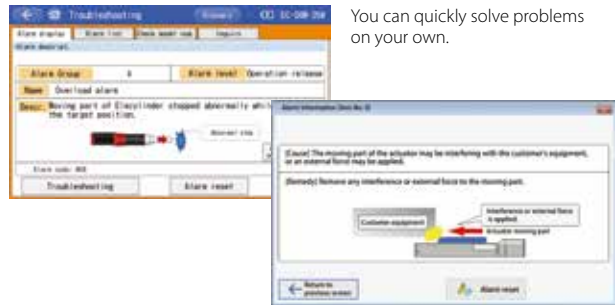 Troubleshooting
You can quickly solve problems
on your own.
Alarm display
Alarm list
Inquiry
Alarm Group
Alarm level Operation release
Name Overload alarm
Descr. Moving part of Elecylinder stopped abnormally
the target position.
Abnormal stop
Troubleshooting
Alarm reset
[Cause] The moving part of the actuator may be interfering with the customer's equipment,
or an external force may be applied.
[Remedy] Remove any interference or external force to the moving part.
Customer equipment
Interference or external force
is applied.
Actuator moving part
Return to
previous screen
Alarm reset